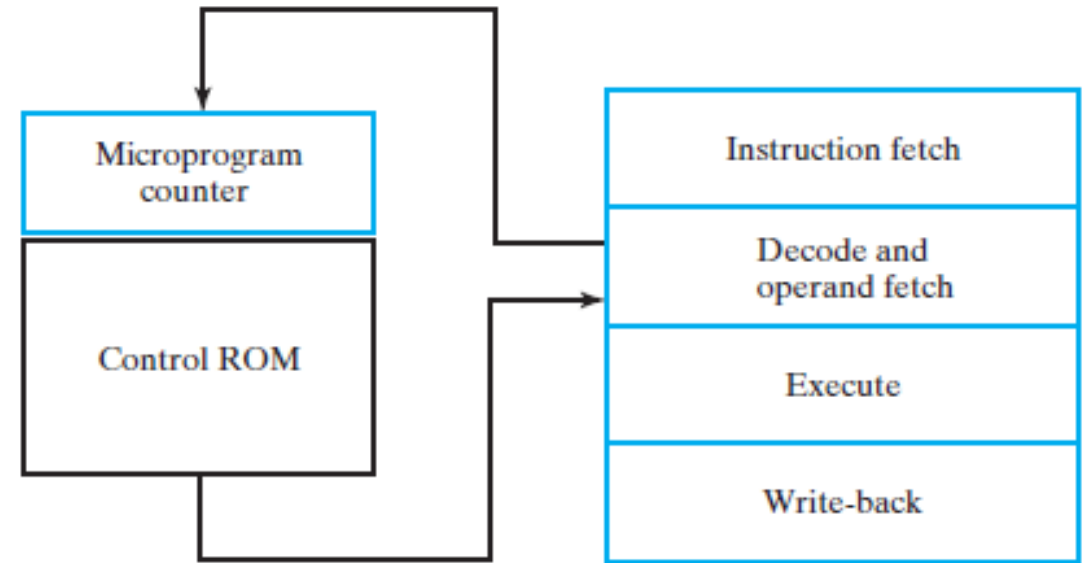 Microprogram
counter
Control ROM
Instruction fetch
Decode and
operand fetch
Execute
Write-back